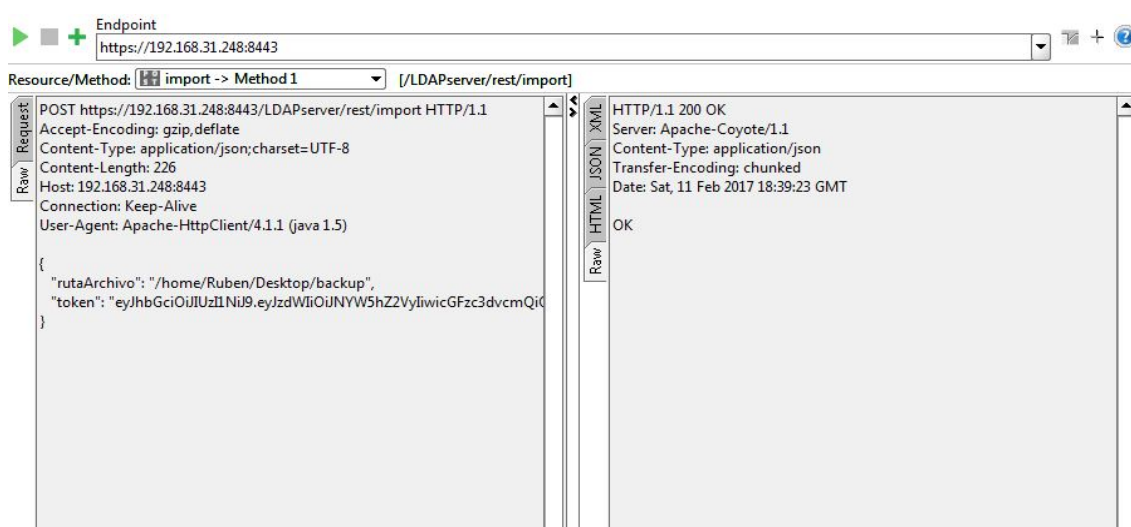 Endpoint
https://192.168.31.248:8443
Resource/Method: import -> Method 1 [/LDAPserver/rest/import]
Request
Raw
POST https://192.168.31.248:8443/LDAPserver/rest/import HTTP/1.1
Accept-Encoding: gzip,deflate
Content-Type: application/json;charset=UTF-8
Content-Length: 226
Host: 192.168.31.248:8443
Connection: Keep-Alive
User-Agent: Apache-HttpClient/4.1.1 (java 1.5)
{
"rutaArchivo": "/home/Ruben/Desktop/backup",
"token": "eyJhbGciOiJIUzI1NiJ9.eyJzdWIiOiJNYW5hZ2VyIiwicGFzc3dvcmQiO
}
XML
JSON
HTML
Raw
HTTP/1.1 200 OK
Server: Apache-Coyote/1.1
Content-Type: application/json
Transfer-Encoding: chunked
Date: Sat, 11 Feb 2017 18:39:23 GMT
OK